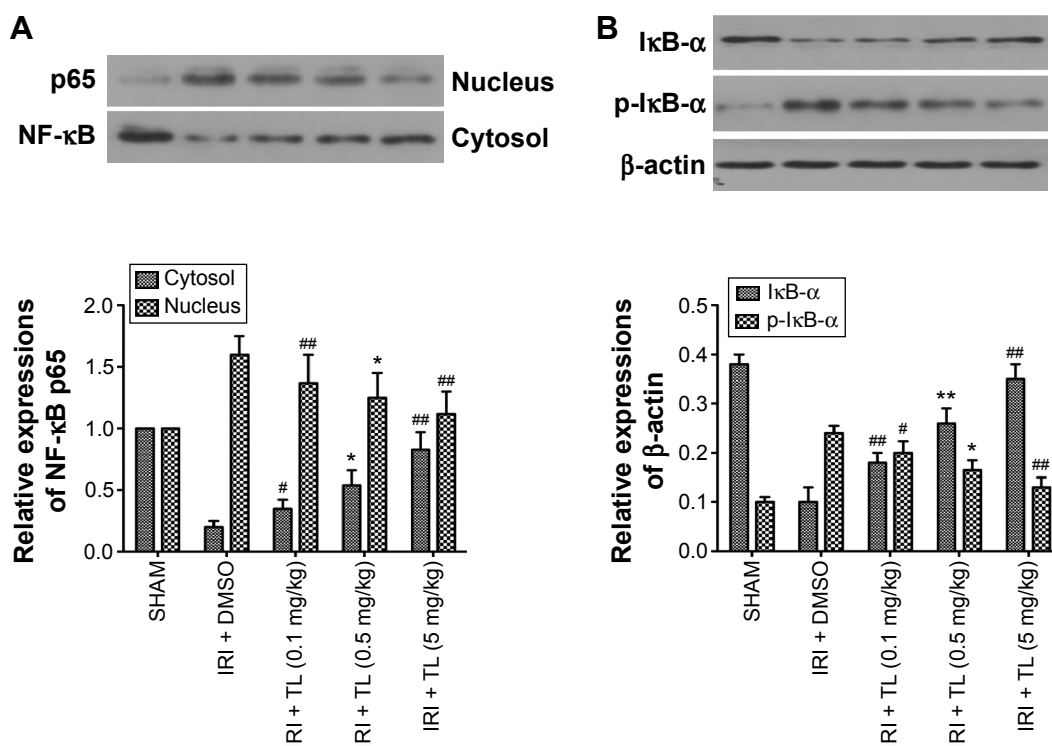 A
p65
Nucleus
NF-κB
Cytosol
Cytosol
Nucleus
Relative expressions
of NF-κB p65
2.0
1.5
1.0
0.5
0.0
##
*
##
##
*
#
SHAM
IRI + DMSO
RI + TL (0.1 mg/kg)
RI + TL (0.5 mg/kg)
IRI + TL (5 mg/kg)
B
IκB-α
p-IκB-α
β-actin
IκB-α
p-IκB-α
Relative expressions
of β-actin
0.5
0.4
0.3
0.2
0.1
0.0
##
**
##
#
*
##
SHAM
IRI + DMSO
RI + TL (0.1 mg/kg)
RI + TL (0.5 mg/kg)
IRI + TL (5 mg/kg)